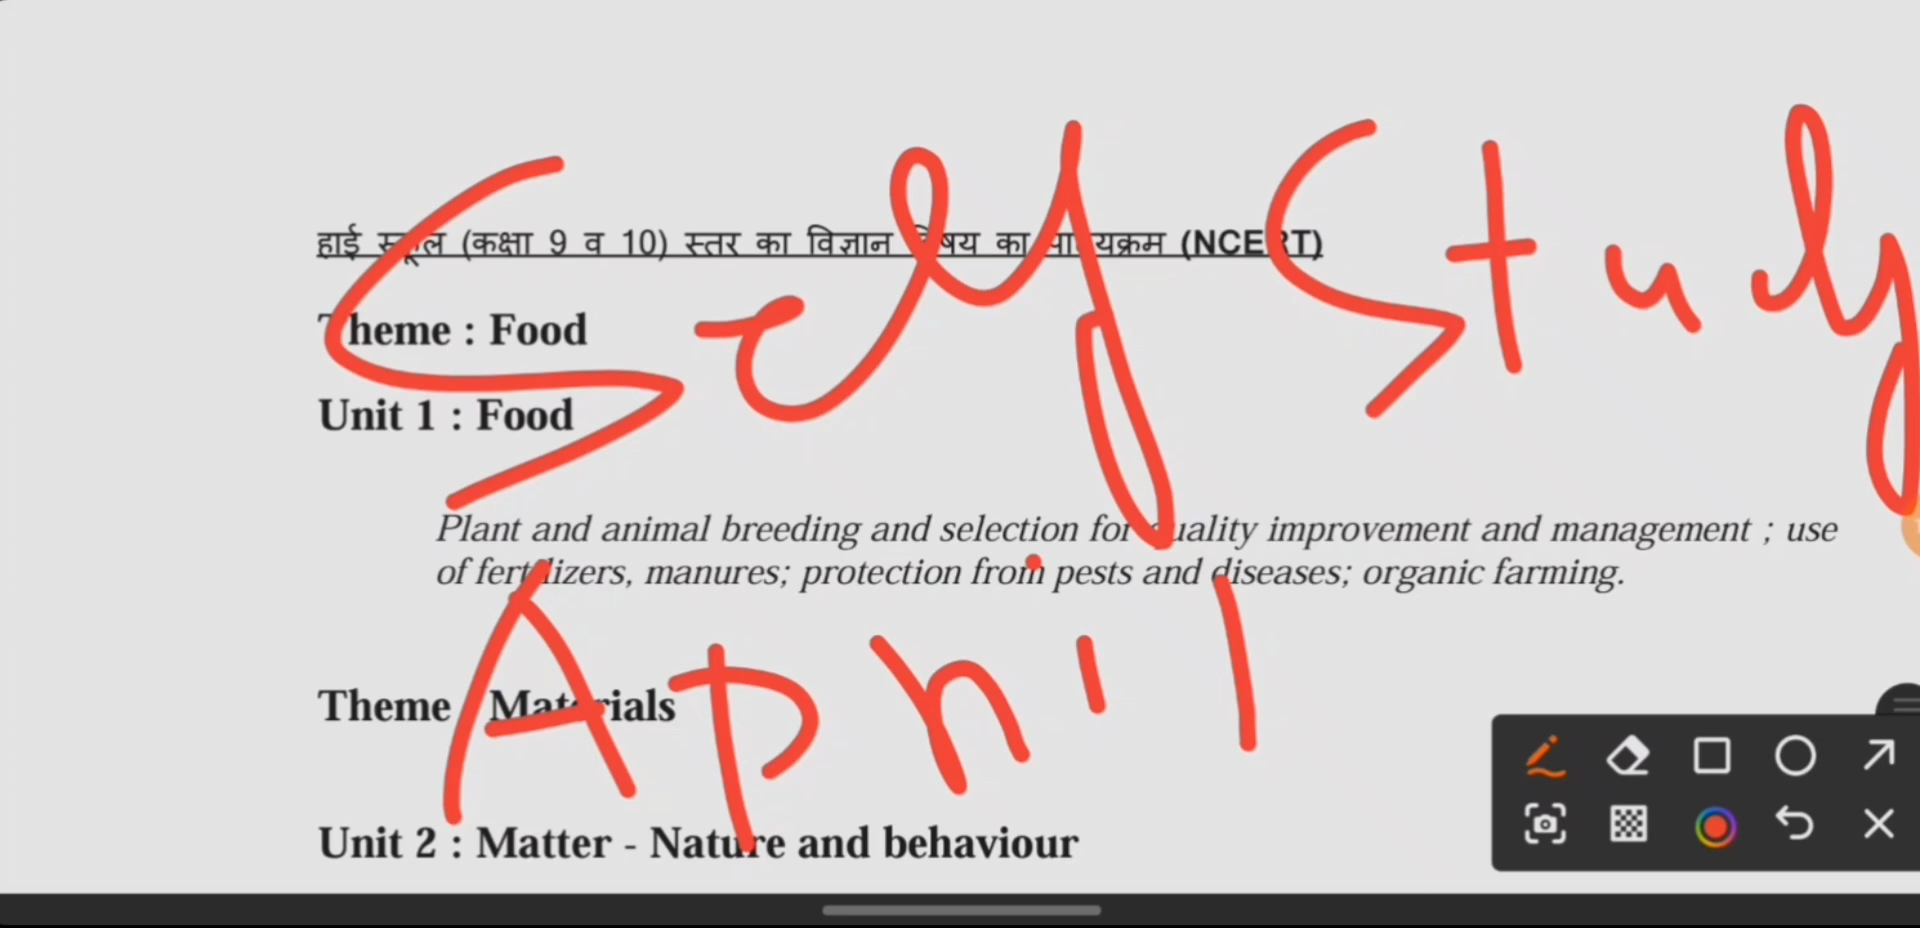 हाई स्कूल (कक्षा 9 व 10) स्तर का विज्ञान विषय का पाठ्यक्रम (NCERT)
Self Study
Theme : Food
Unit 1 : Food
Plant and animal breeding and selection for quality improvement and management ; use
of fertilizers, manures; protection from pests and diseases; organic farming.
April
Theme Materials
Unit 2 : Matter - Nature and behaviour